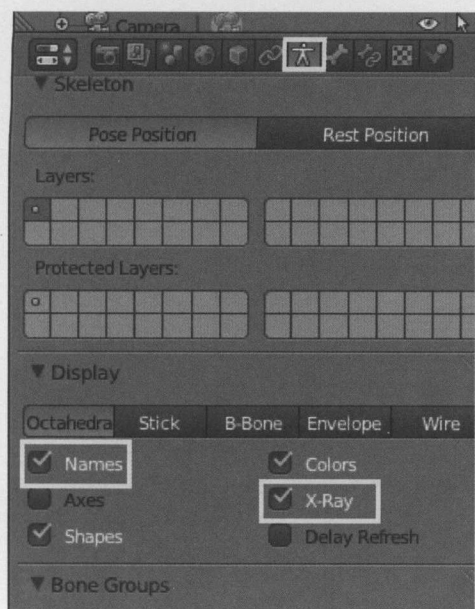 Camera
Skeleton
Pose Position Rest Position
Layers:
Protected Layers:
Display
Octahedra Stick B-Bone Envelope Wire
Names Colors
Axes X-Ray
Shapes Delay Refresh
Bone Groups